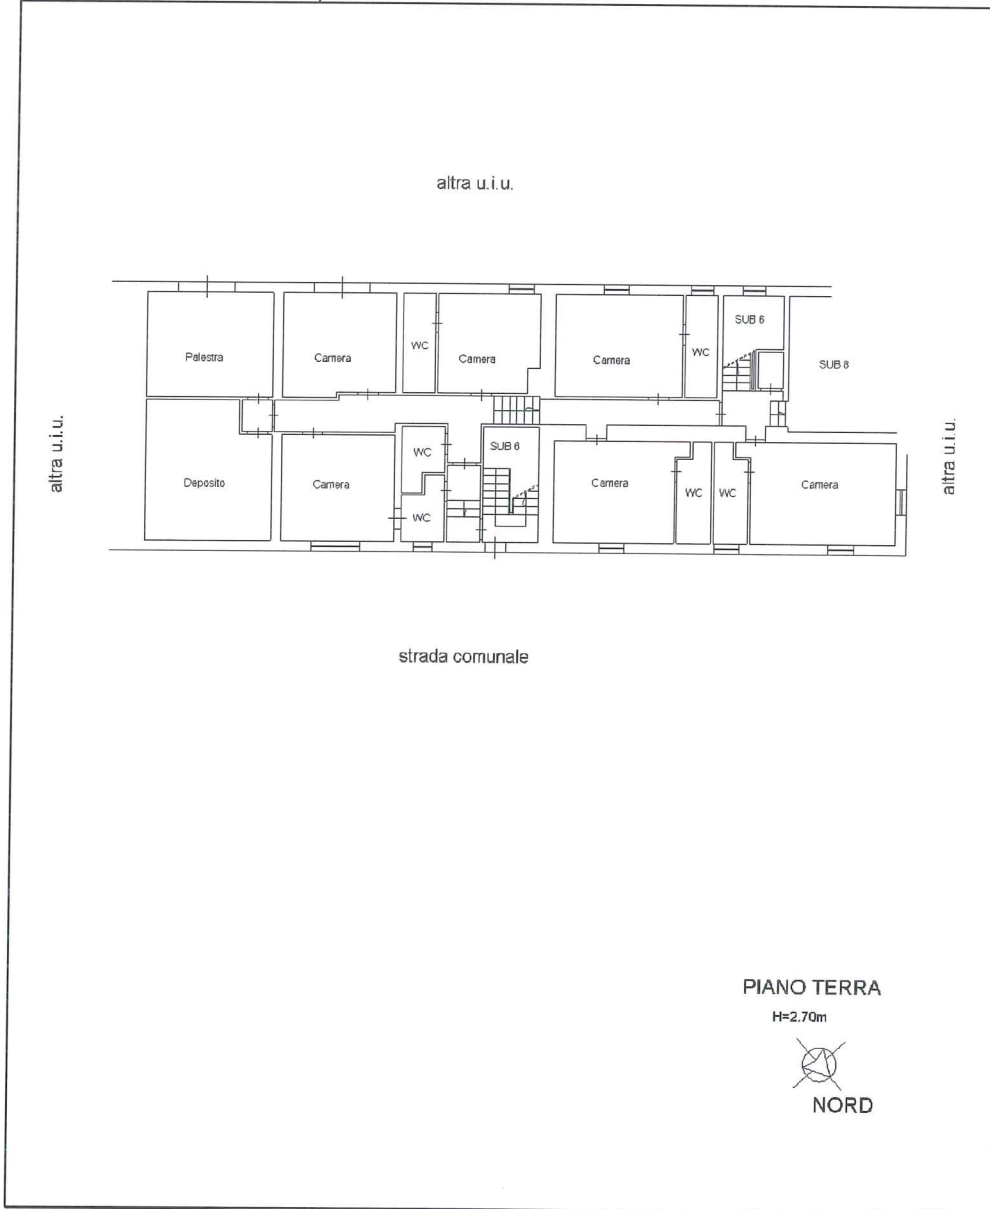 altra u.i.u.
SUB 6
Palestra
Camera
WC
Camera
Camera
WC
SUB 8
altra u.i.u.
Deposito
Camera
WC
WC
SUB 6
Camera
WC
WC
Camera
altra u.i.u.
strada comunale
PIANO TERRA
H=2.70m
NORD